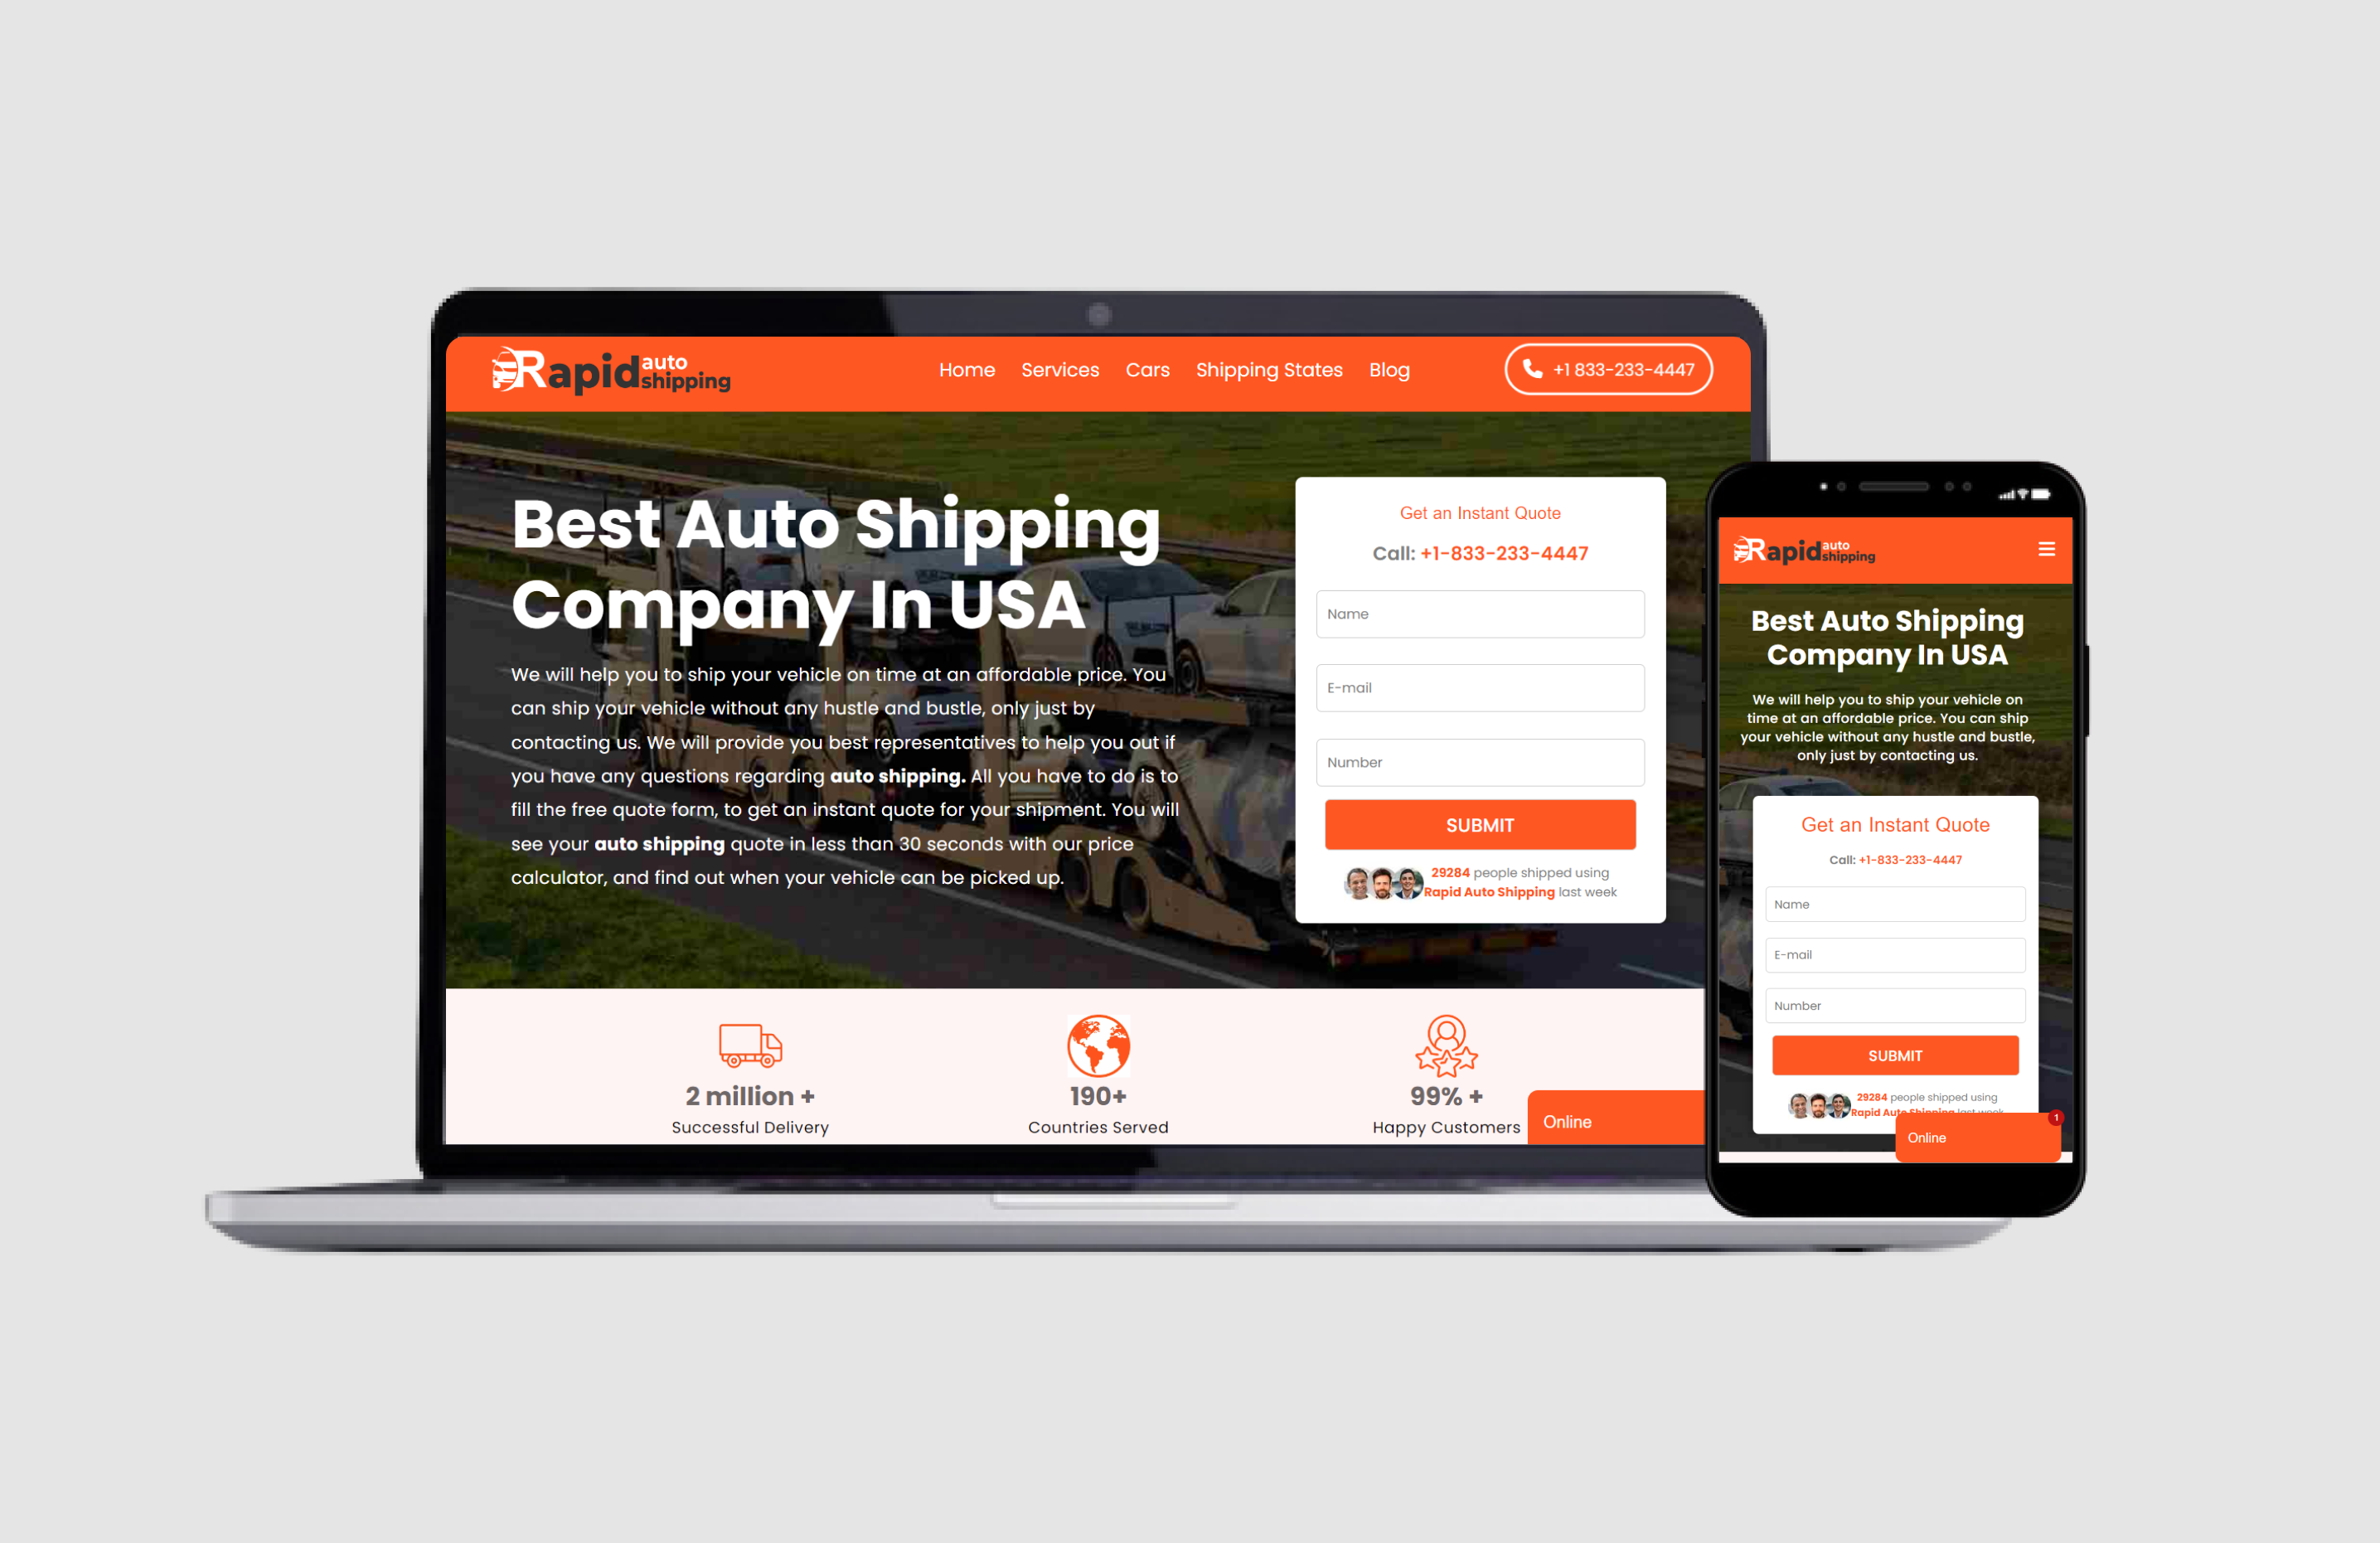 Rapid auto shipping
Home Services Cars Shipping States Blog
+1 833-233-4447
Best Auto Shipping
Company In USA
We will help you to ship your vehicle on time at an affordable price. You
can ship your vehicle without any hustle and bustle, only just by
contacting us. We will provide you best representatives to help you out if
you have any questions regarding auto shipping. All you have to do is to
fill the free quote form, to get an instant quote for your shipment. You will
see your auto shipping quote in less than 30 seconds with our price
calculator, and find out when your vehicle can be picked up.
Get an Instant Quote
Call: +1-833-233-4447
Name
E-mail
Number
SUBMIT
29284 people shipped using
Rapid Auto Shipping last week
2 million +
Successful Delivery
190+
Countries Served
99% +
Happy Customers
Online
Rapid auto shipping
Best Auto Shipping
Company In USA
We will help you to ship your vehicle on
time at an affordable price. You can ship
your vehicle without any hustle and bustle,
only just by contacting us.
Get an Instant Quote
Call: +1-833-233-4447
Name
E-mail
Number
SUBMIT
29284 people shipped using
Rapid Auto Shipping last week
1
Online